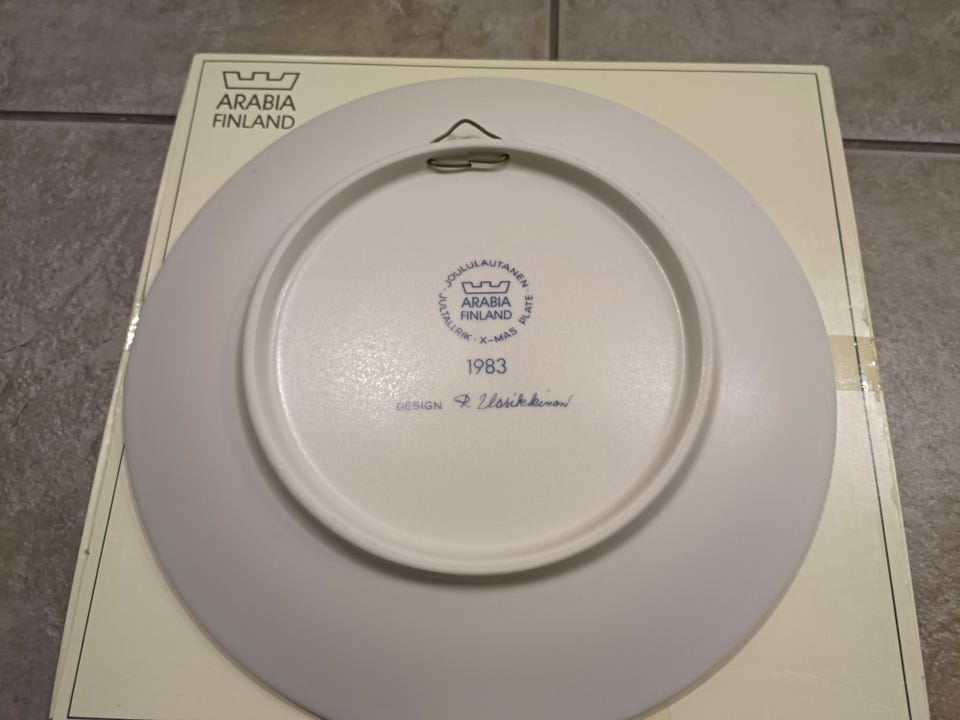 ARABIA
FINLAND
· JOULULAUTANEN · JULTALLRIK · X-MAS PLATE
ARABIA
FINLAND
1983
DESIGN R. Uosikkinen